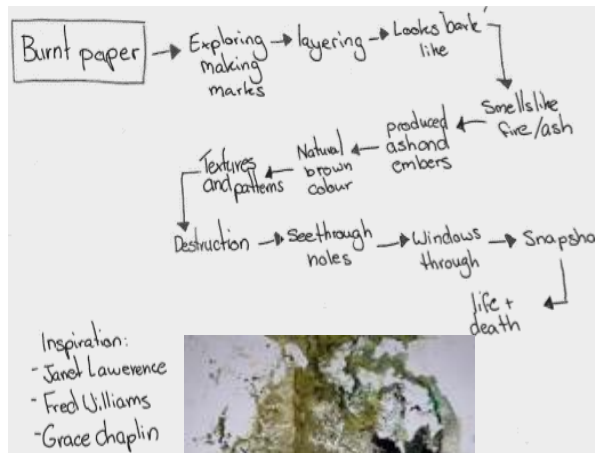 Burnt paper
Exploring
making
marks
layering
Looks 'bark'
like
Smells like
fire/ash
produced
ash and
embers
Natural
brown
colour
Textures
and patterns
Destruction
See through
holes
Windows
through
Snapsho
life +
death
Inspiration:
- Janet Lawerence
- Fred Williams
- Grace chaplin